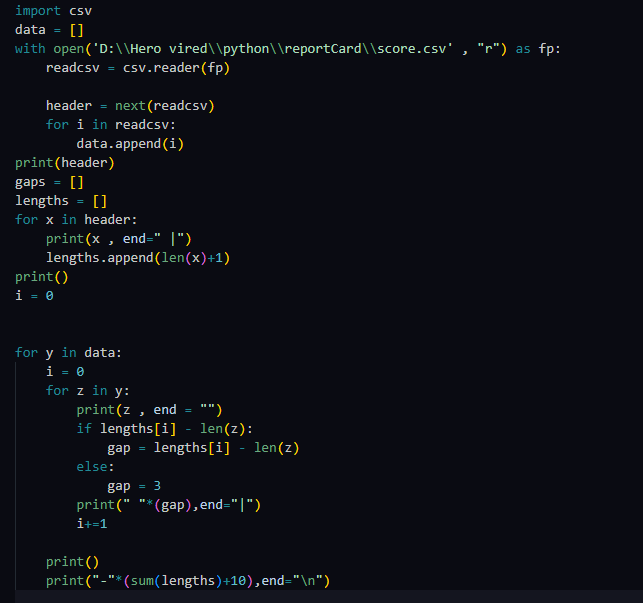 import csv
data = []
with open('D:\\Hero vired\\python\\reportCard\\score.csv' , "r") as fp:
    readcsv = csv.reader(fp)

    header = next(readcsv)
    for i in readcsv:
        data.append(i)
print(header)
gaps = []
lengths = []
for x in header:
    print(x , end=" |")
    lengths.append(len(x)+1)
print()
i = 0


for y in data:
    i = 0
    for z in y:
        print(z , end = "")
        if lengths[i] - len(z):
            gap = lengths[i] - len(z)
        else:
            gap = 3
        print(" "*(gap),end="|")
        i+=1

    print()
    print("-"*(sum(lengths)+10),end="\n")